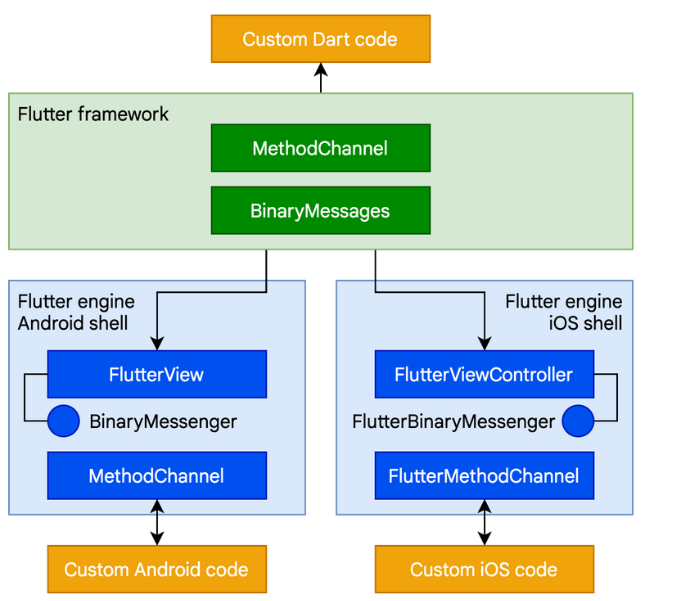 Custom Dart code
Flutter framework
MethodChannel
BinaryMessages
Flutter engine
Android shell
FlutterView
BinaryMessenger
MethodChannel
Custom Android code
Flutter engine
iOS shell
FlutterViewController
FlutterBinaryMessenger
FlutterMethodChannel
Custom iOS code